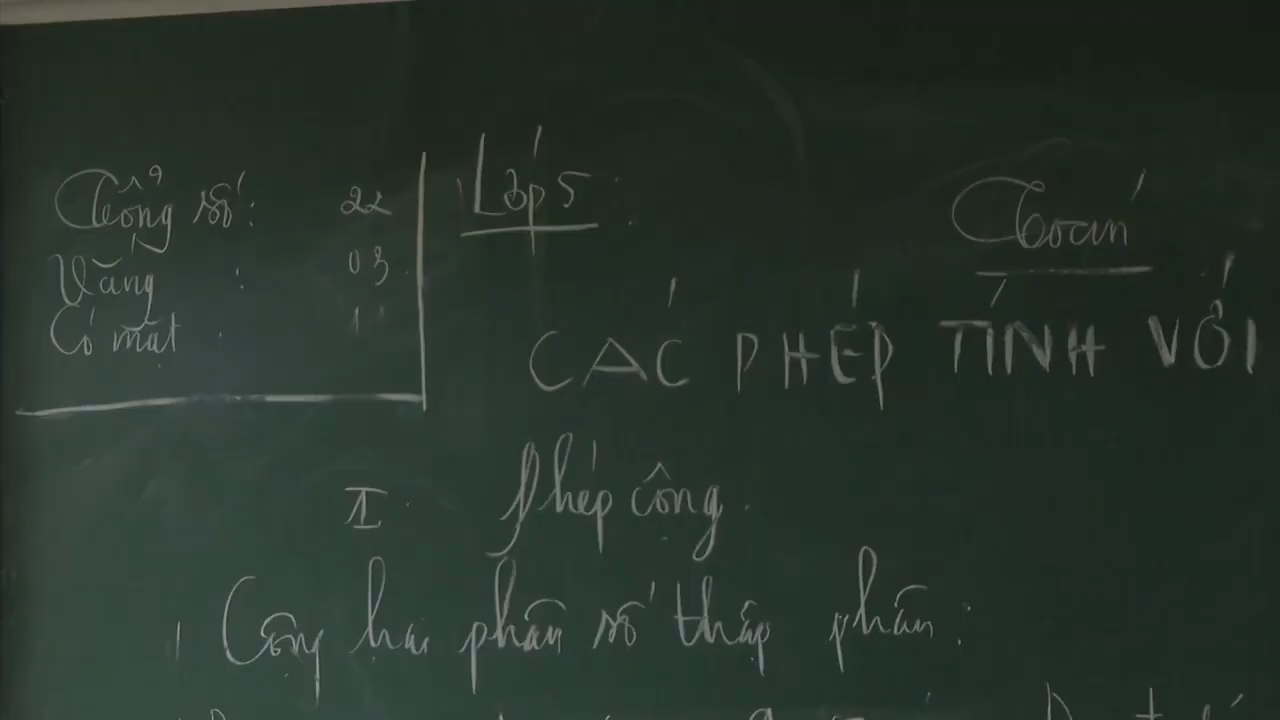 Tổng số: 22
Vắng : 03
Có mặt :
Lớp 5 :
Toán
CÁC PHÉP TÍNH VỚI
I. Phép cộng.
1 Cộng hai phân số thập phân: